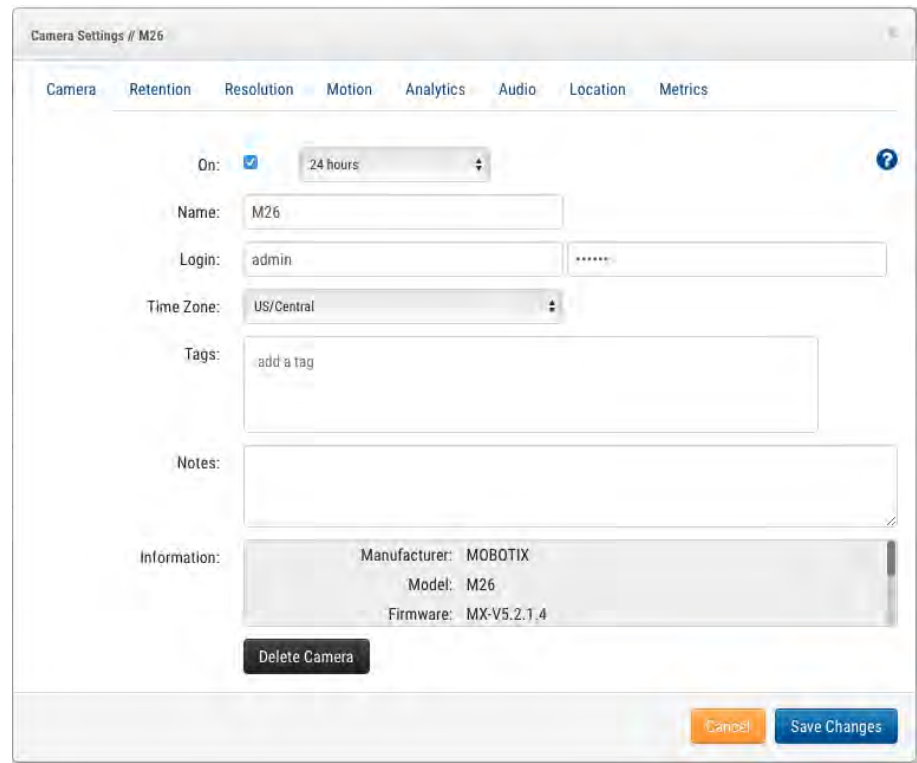 Camera Settings // M26
×
Camera Retention Resolution Motion Analytics Audio Location Metrics
On: 24 hours
?
Name: M26
Login: admin ••••••
Time Zone: US/Central
Tags: add a tag
Notes:
Information: Manufacturer: MOBOTIX
Model: M26
Firmware: MX-V5.2.1.4
Delete Camera
Cancel Save Changes